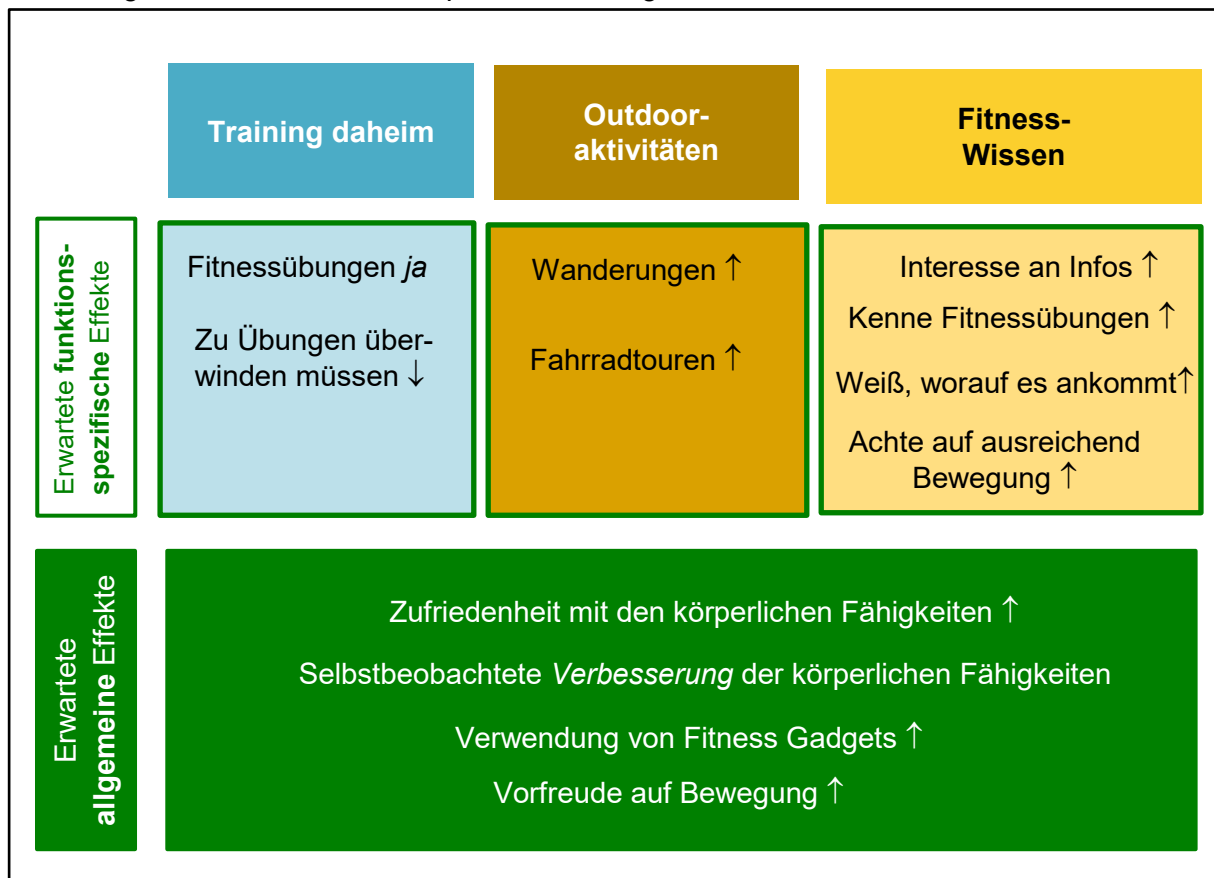 Training daheim
Outdoor-
aktivitäten
Fitness-
Wissen
Erwartete funktions-
spezifische Effekte
Fitnessübungen ja
Zu Übungen über-
winden müssen ↓
Wanderungen ↑
Fahrradtouren ↑
Interesse an Infos ↑
Kenne Fitnessübungen ↑
Weiß, worauf es ankommt↑
Achte auf ausreichend
Bewegung ↑
Erwartete
allgemeine Effekte
Zufriedenheit mit den körperlichen Fähigkeiten ↑
Selbstbeobachtete Verbesserung der körperlichen Fähigkeiten
Verwendung von Fitness Gadgets ↑
Vorfreude auf Bewegung ↑